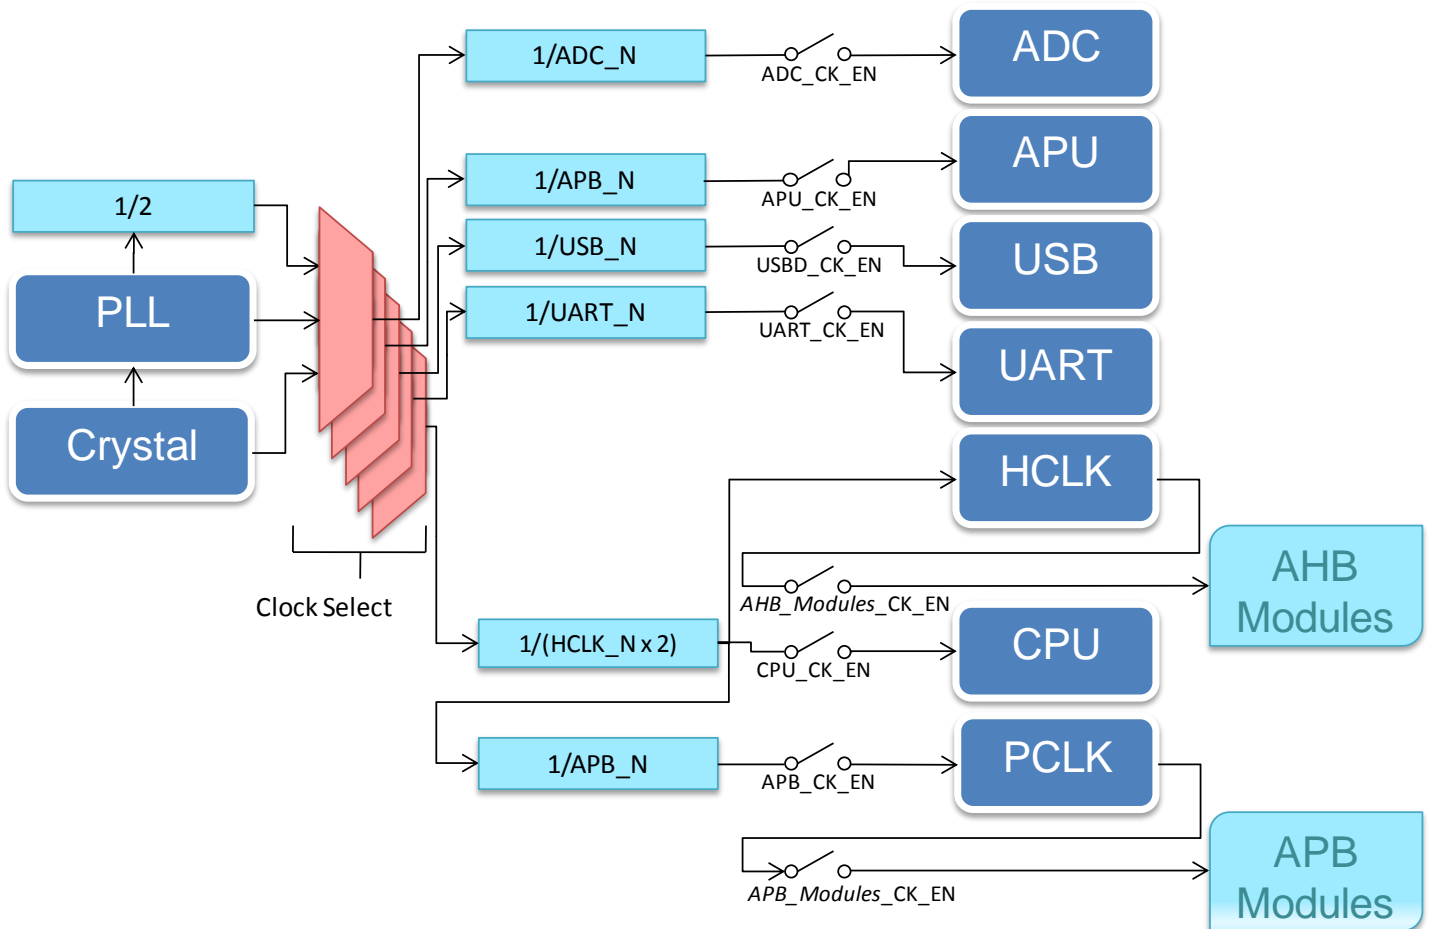 1/ADC_N
ADC_CK_EN
ADC
1/APB_N
APU_CK_EN
APU
1/2
1/USB_N
USBD_CK_EN
USB
PLL
1/UART_N
UART_CK_EN
UART
Crystal
HCLK
Clock Select
AHB_Modules_CK_EN
AHB
Modules
1/(HCLK_N x 2)
CPU_CK_EN
CPU
1/APB_N
APB_CK_EN
PCLK
APB_Modules_CK_EN
APB
Modules